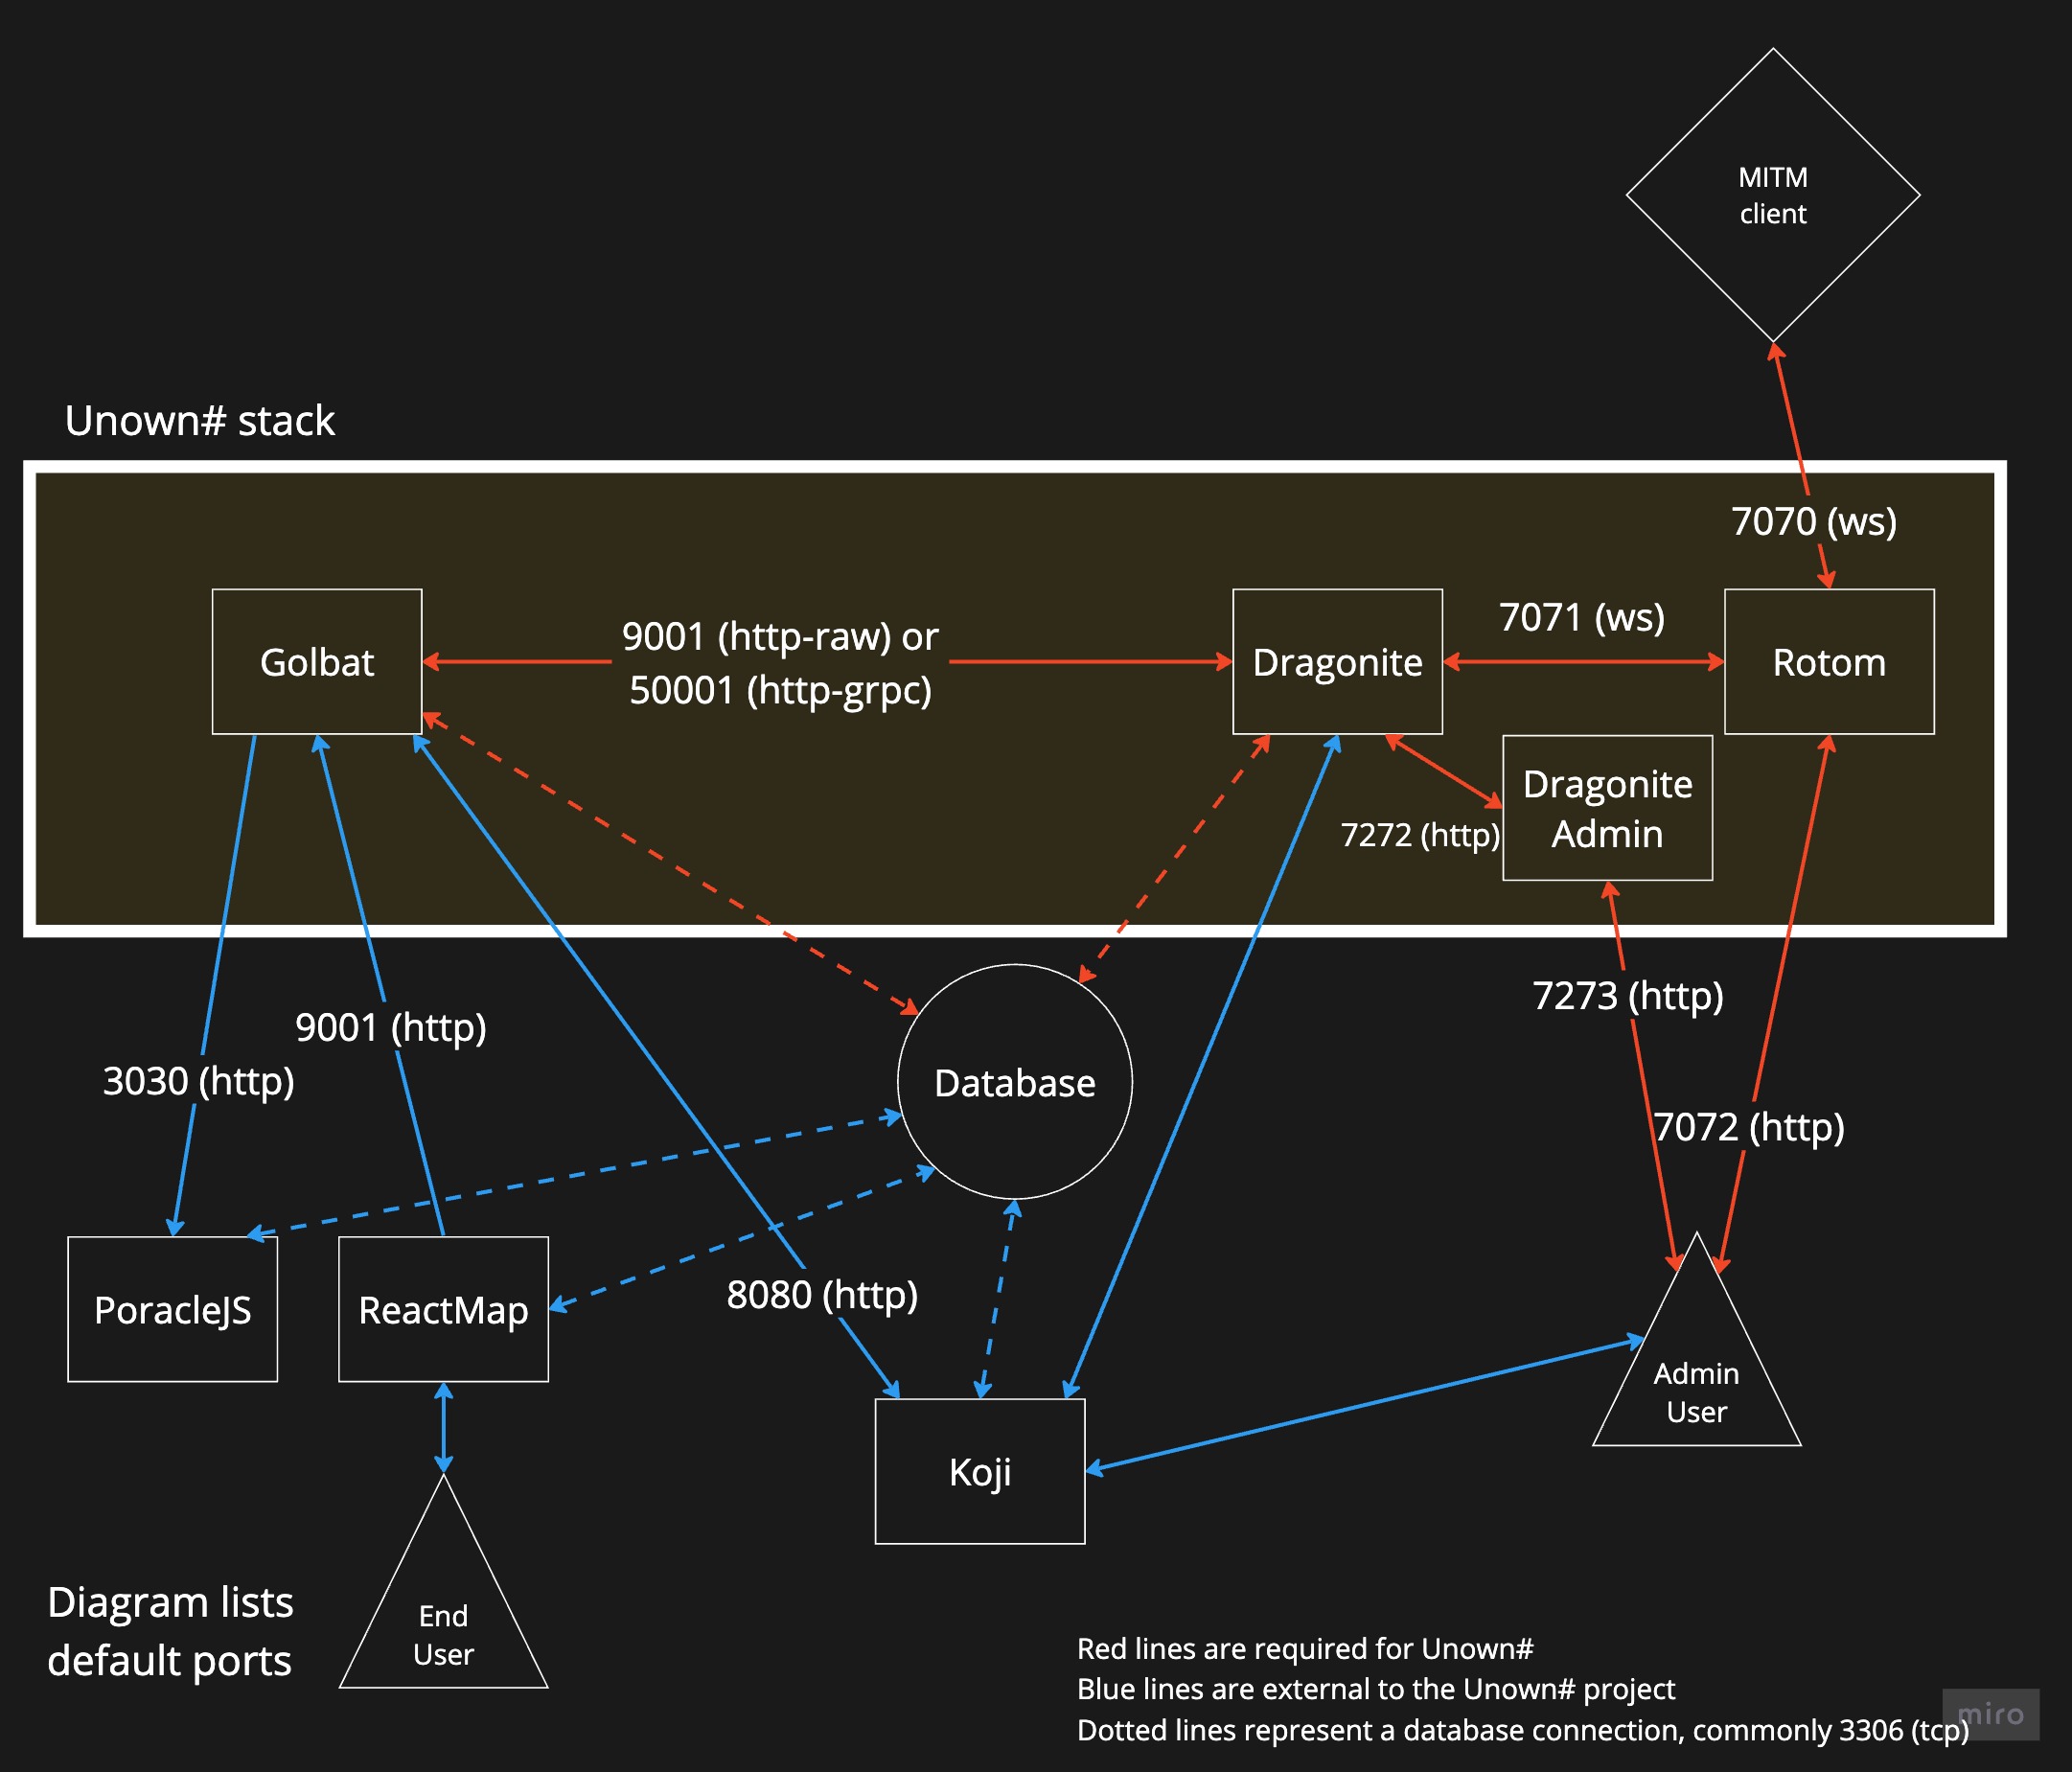 MITM
client
Unown# stack
7070 (ws)
Golbat
9001 (http-raw) or
50001 (http-grpc)
Dragonite
7071 (ws)
Rotom
Dragonite
Admin
7272 (http)
7273 (http)
9001 (http)
3030 (http)
Database
7072 (http)
PoracleJS
ReactMap
8080 (http)
Admin
User
Koji
Diagram lists
default ports
End
User
Red lines are required for Unown#
Blue lines are external to the Unown# project
Dotted lines represent a database connection, commonly 3306 (tcp)
miro